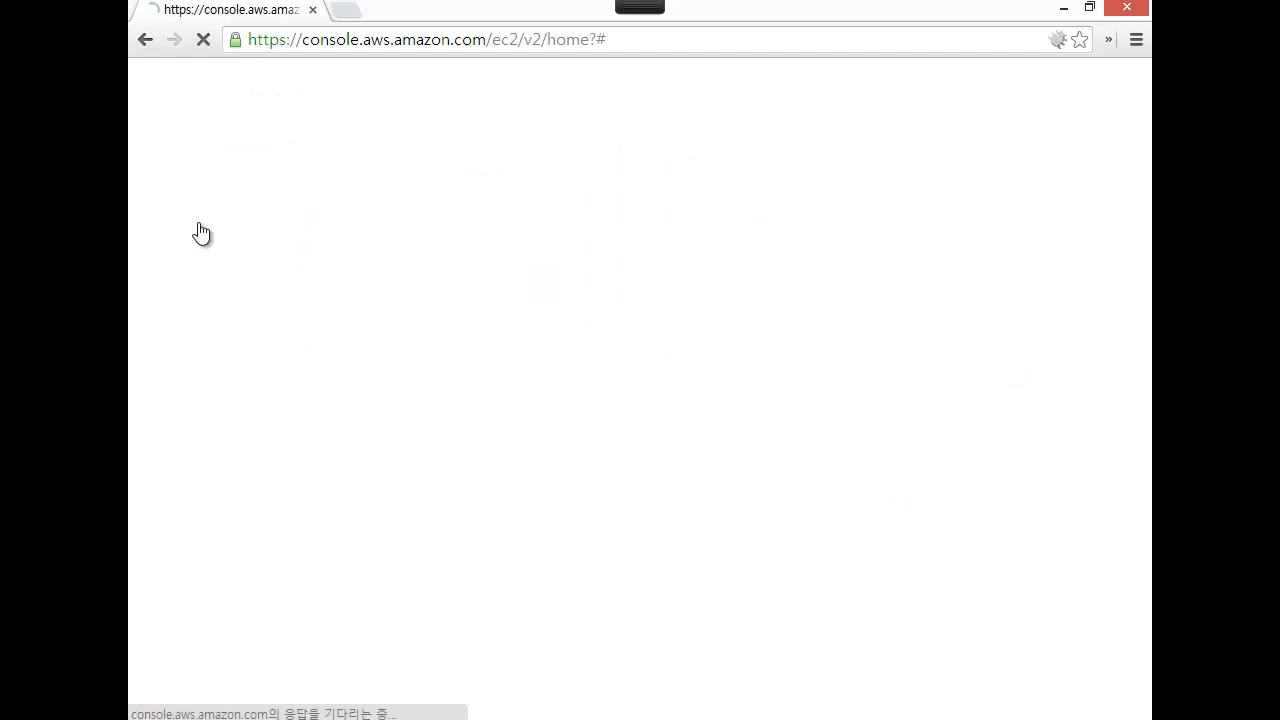 https://console.aws.amaz
https://console.aws.amazon.com/ec2/v2/home?#
console.aws.amazon.com의 응답을 기다리는 중...